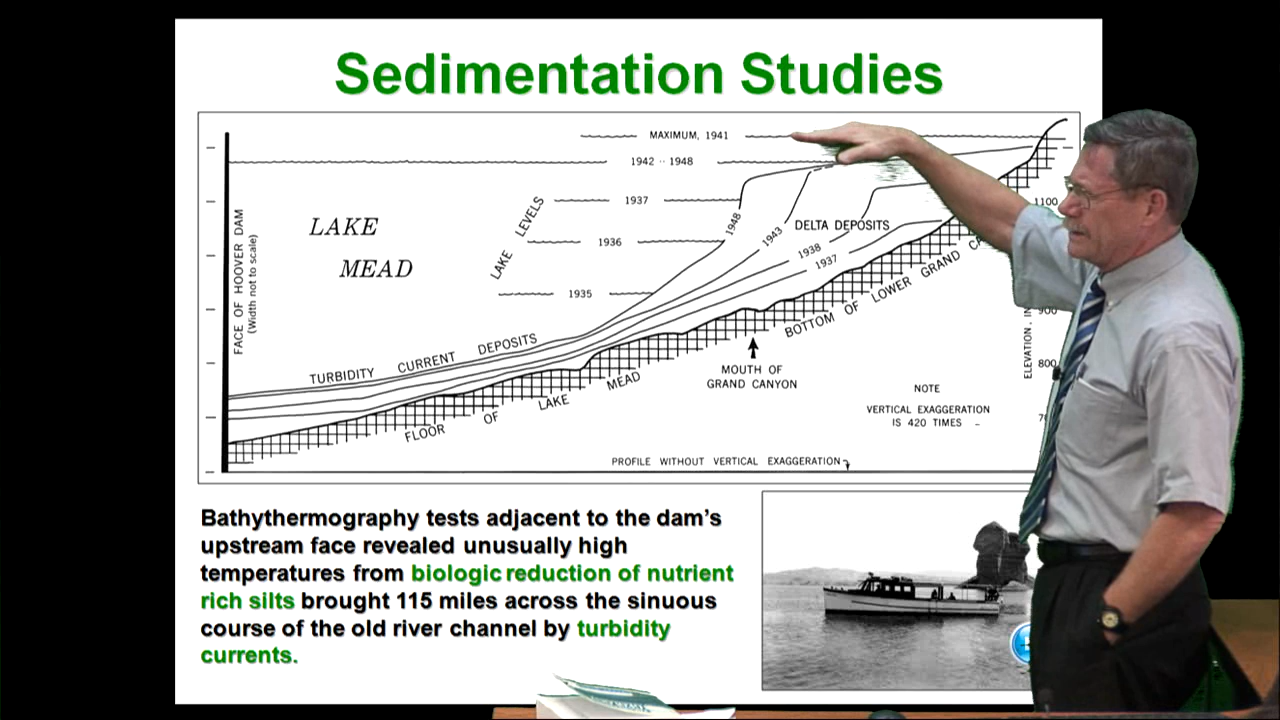 Sedimentation Studies
MAXIMUM, 1941
1942 -- 1948
1937
1936
1935
LAKE LEVELS
LAKE
MEAD
FACE OF HOOVER DAM
(Width not to scale)
1948
1943
DELTA DEPOSITS
1938
1937
1100
900
800
TURBIDITY CURRENT DEPOSITS
FLOOR OF LAKE MEAD
BOTTOM OF LOWER GRAND
MOUTH OF
GRAND CANYON
NOTE
VERTICAL EXAGGERATION
IS 420 TIMES
PROFILE WITHOUT VERTICAL EXAGGERATION
ELEVATION, IN
Bathythermography tests adjacent to the dam's
upstream face revealed unusually high
temperatures from biologic reduction of nutrient
rich silts brought 115 miles across the sinuous
course of the old river channel by turbidity
currents.